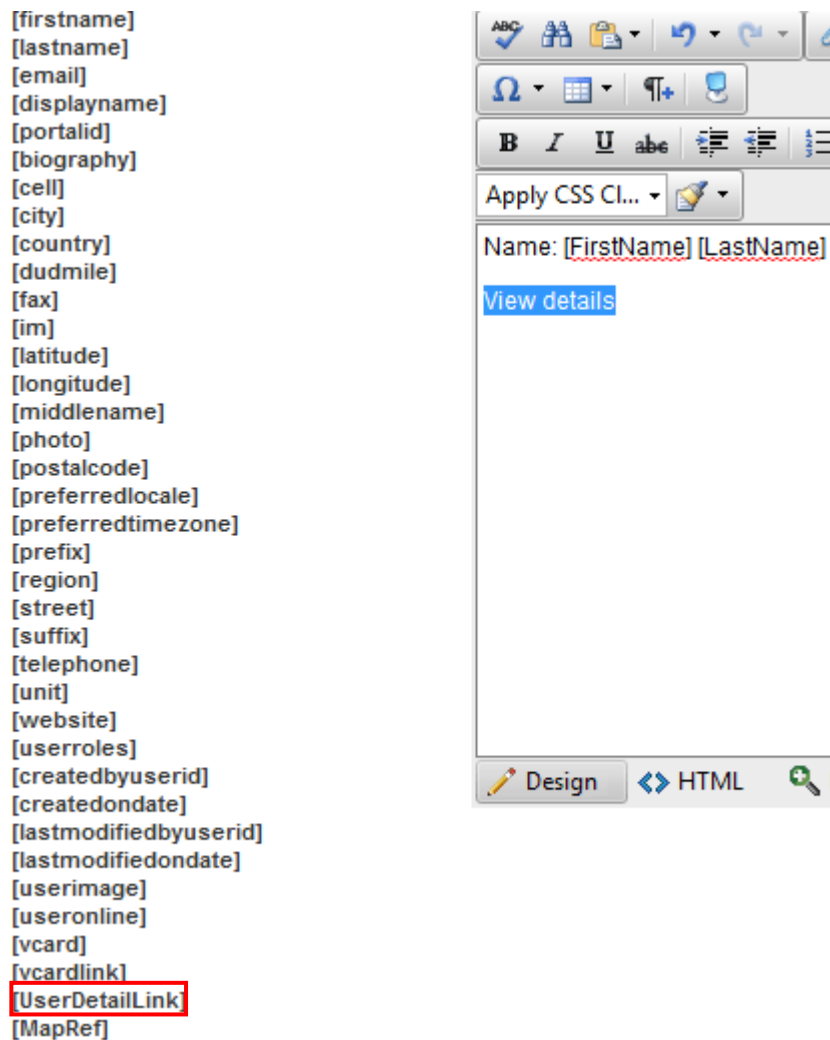 [firstname]
[lastname]
[email]
[displayname]
[portalid]
[biography]
[cell]
[city]
[country]
[dudmile]
[fax]
[im]
[latitude]
[longitude]
[middlename]
[photo]
[postalcode]
[preferredlocale]
[preferredtimezone]
[prefix]
[region]
[street]
[suffix]
[telephone]
[unit]
[website]
[userroles]
[createdbyuserid]
[createdondate]
[lastmodifiedbyuserid]
[lastmodifiedondate]
[userimage]
[useronline]
[vcard]
[vcardlink]
[UserDetailLink]
[MapRef]
ABC
Ω
B I U abc
Apply CSS Cl...
Name: [FirstName] [LastName]
View details
Design HTML